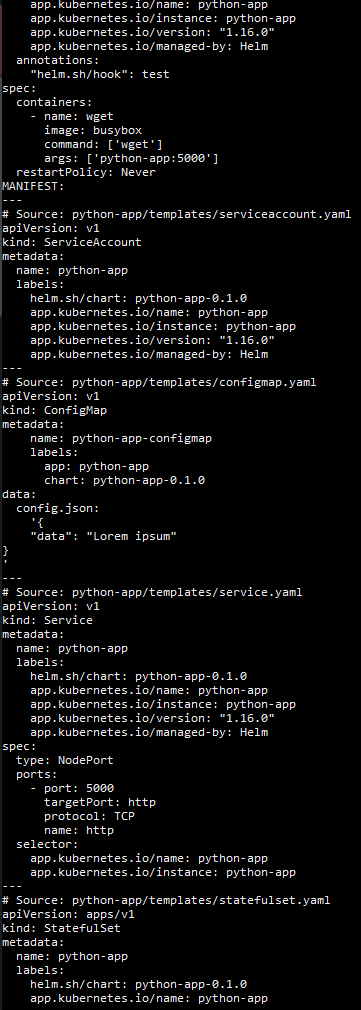 app.kubernetes.io/name: python-app
    app.kubernetes.io/instance: python-app
    app.kubernetes.io/version: "1.16.0"
    app.kubernetes.io/managed-by: Helm
  annotations:
    "helm.sh/hook": test
spec:
  containers:
    - name: wget
      image: busybox
      command: ['wget']
      args: ['python-app:5000']
  restartPolicy: Never
MANIFEST:
---
# Source: python-app/templates/serviceaccount.yaml
apiVersion: v1
kind: ServiceAccount
metadata:
  name: python-app
  labels:
    helm.sh/chart: python-app-0.1.0
    app.kubernetes.io/name: python-app
    app.kubernetes.io/instance: python-app
    app.kubernetes.io/version: "1.16.0"
    app.kubernetes.io/managed-by: Helm
---
# Source: python-app/templates/configmap.yaml
apiVersion: v1
kind: ConfigMap
metadata:
    name: python-app-configmap
    labels:
      app: python-app
      chart: python-app-0.1.0
data:
  config.json:
    '{
    "data": "Lorem ipsum"
}
'
---
# Source: python-app/templates/service.yaml
apiVersion: v1
kind: Service
metadata:
  name: python-app
  labels:
    helm.sh/chart: python-app-0.1.0
    app.kubernetes.io/name: python-app
    app.kubernetes.io/instance: python-app
    app.kubernetes.io/version: "1.16.0"
    app.kubernetes.io/managed-by: Helm
spec:
  type: NodePort
  ports:
    - port: 5000
      targetPort: http
      protocol: TCP
      name: http
  selector:
    app.kubernetes.io/name: python-app
    app.kubernetes.io/instance: python-app
---
# Source: python-app/templates/statefulset.yaml
apiVersion: apps/v1
kind: StatefulSet
metadata:
  name: python-app
  labels:
    helm.sh/chart: python-app-0.1.0
    app.kubernetes.io/name: python-app